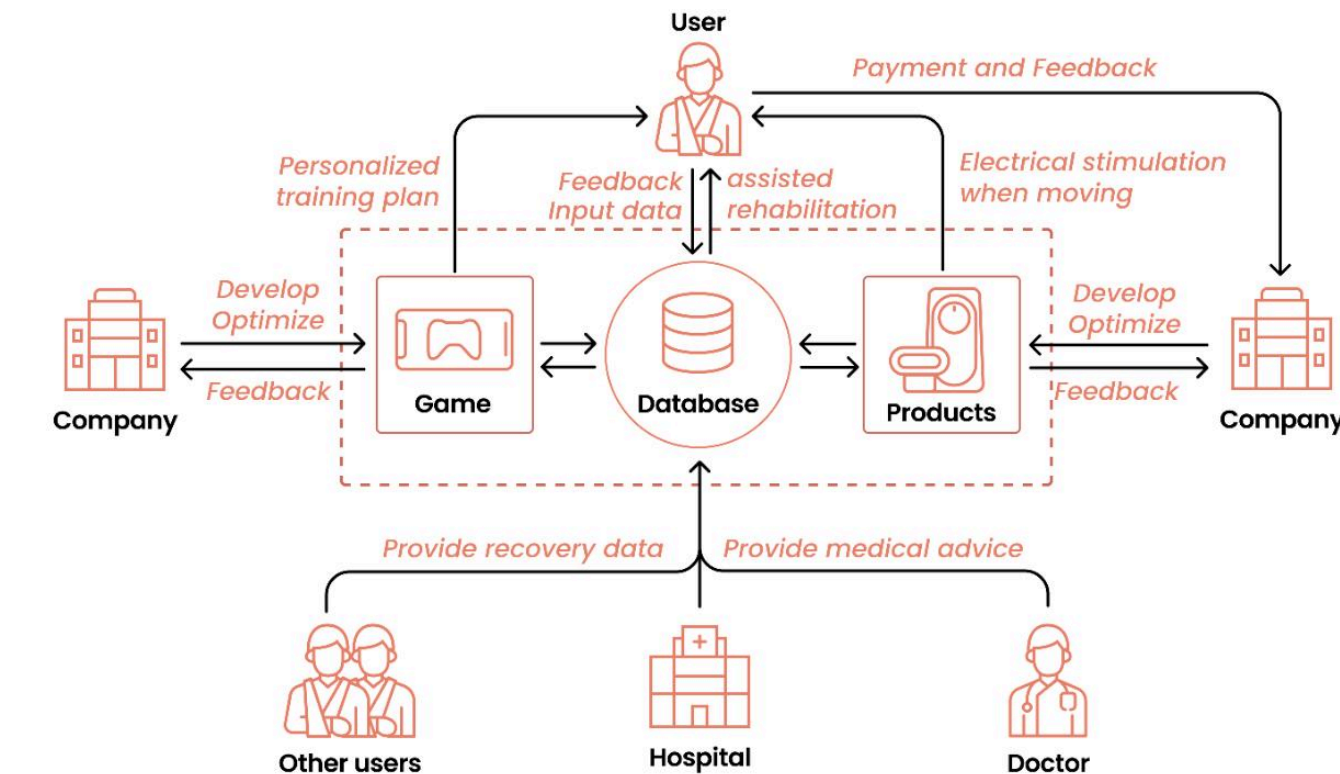 User
Payment and Feedback
Personalized
training plan
Feedback
Input data
assisted
rehabilitation
Electrical stimulation
when moving
Develop
Optimize
Feedback
Company
Game
Database
Products
Develop
Optimize
Feedback
Company
Provide recovery data
Provide medical advice
Other users
Hospital
Doctor